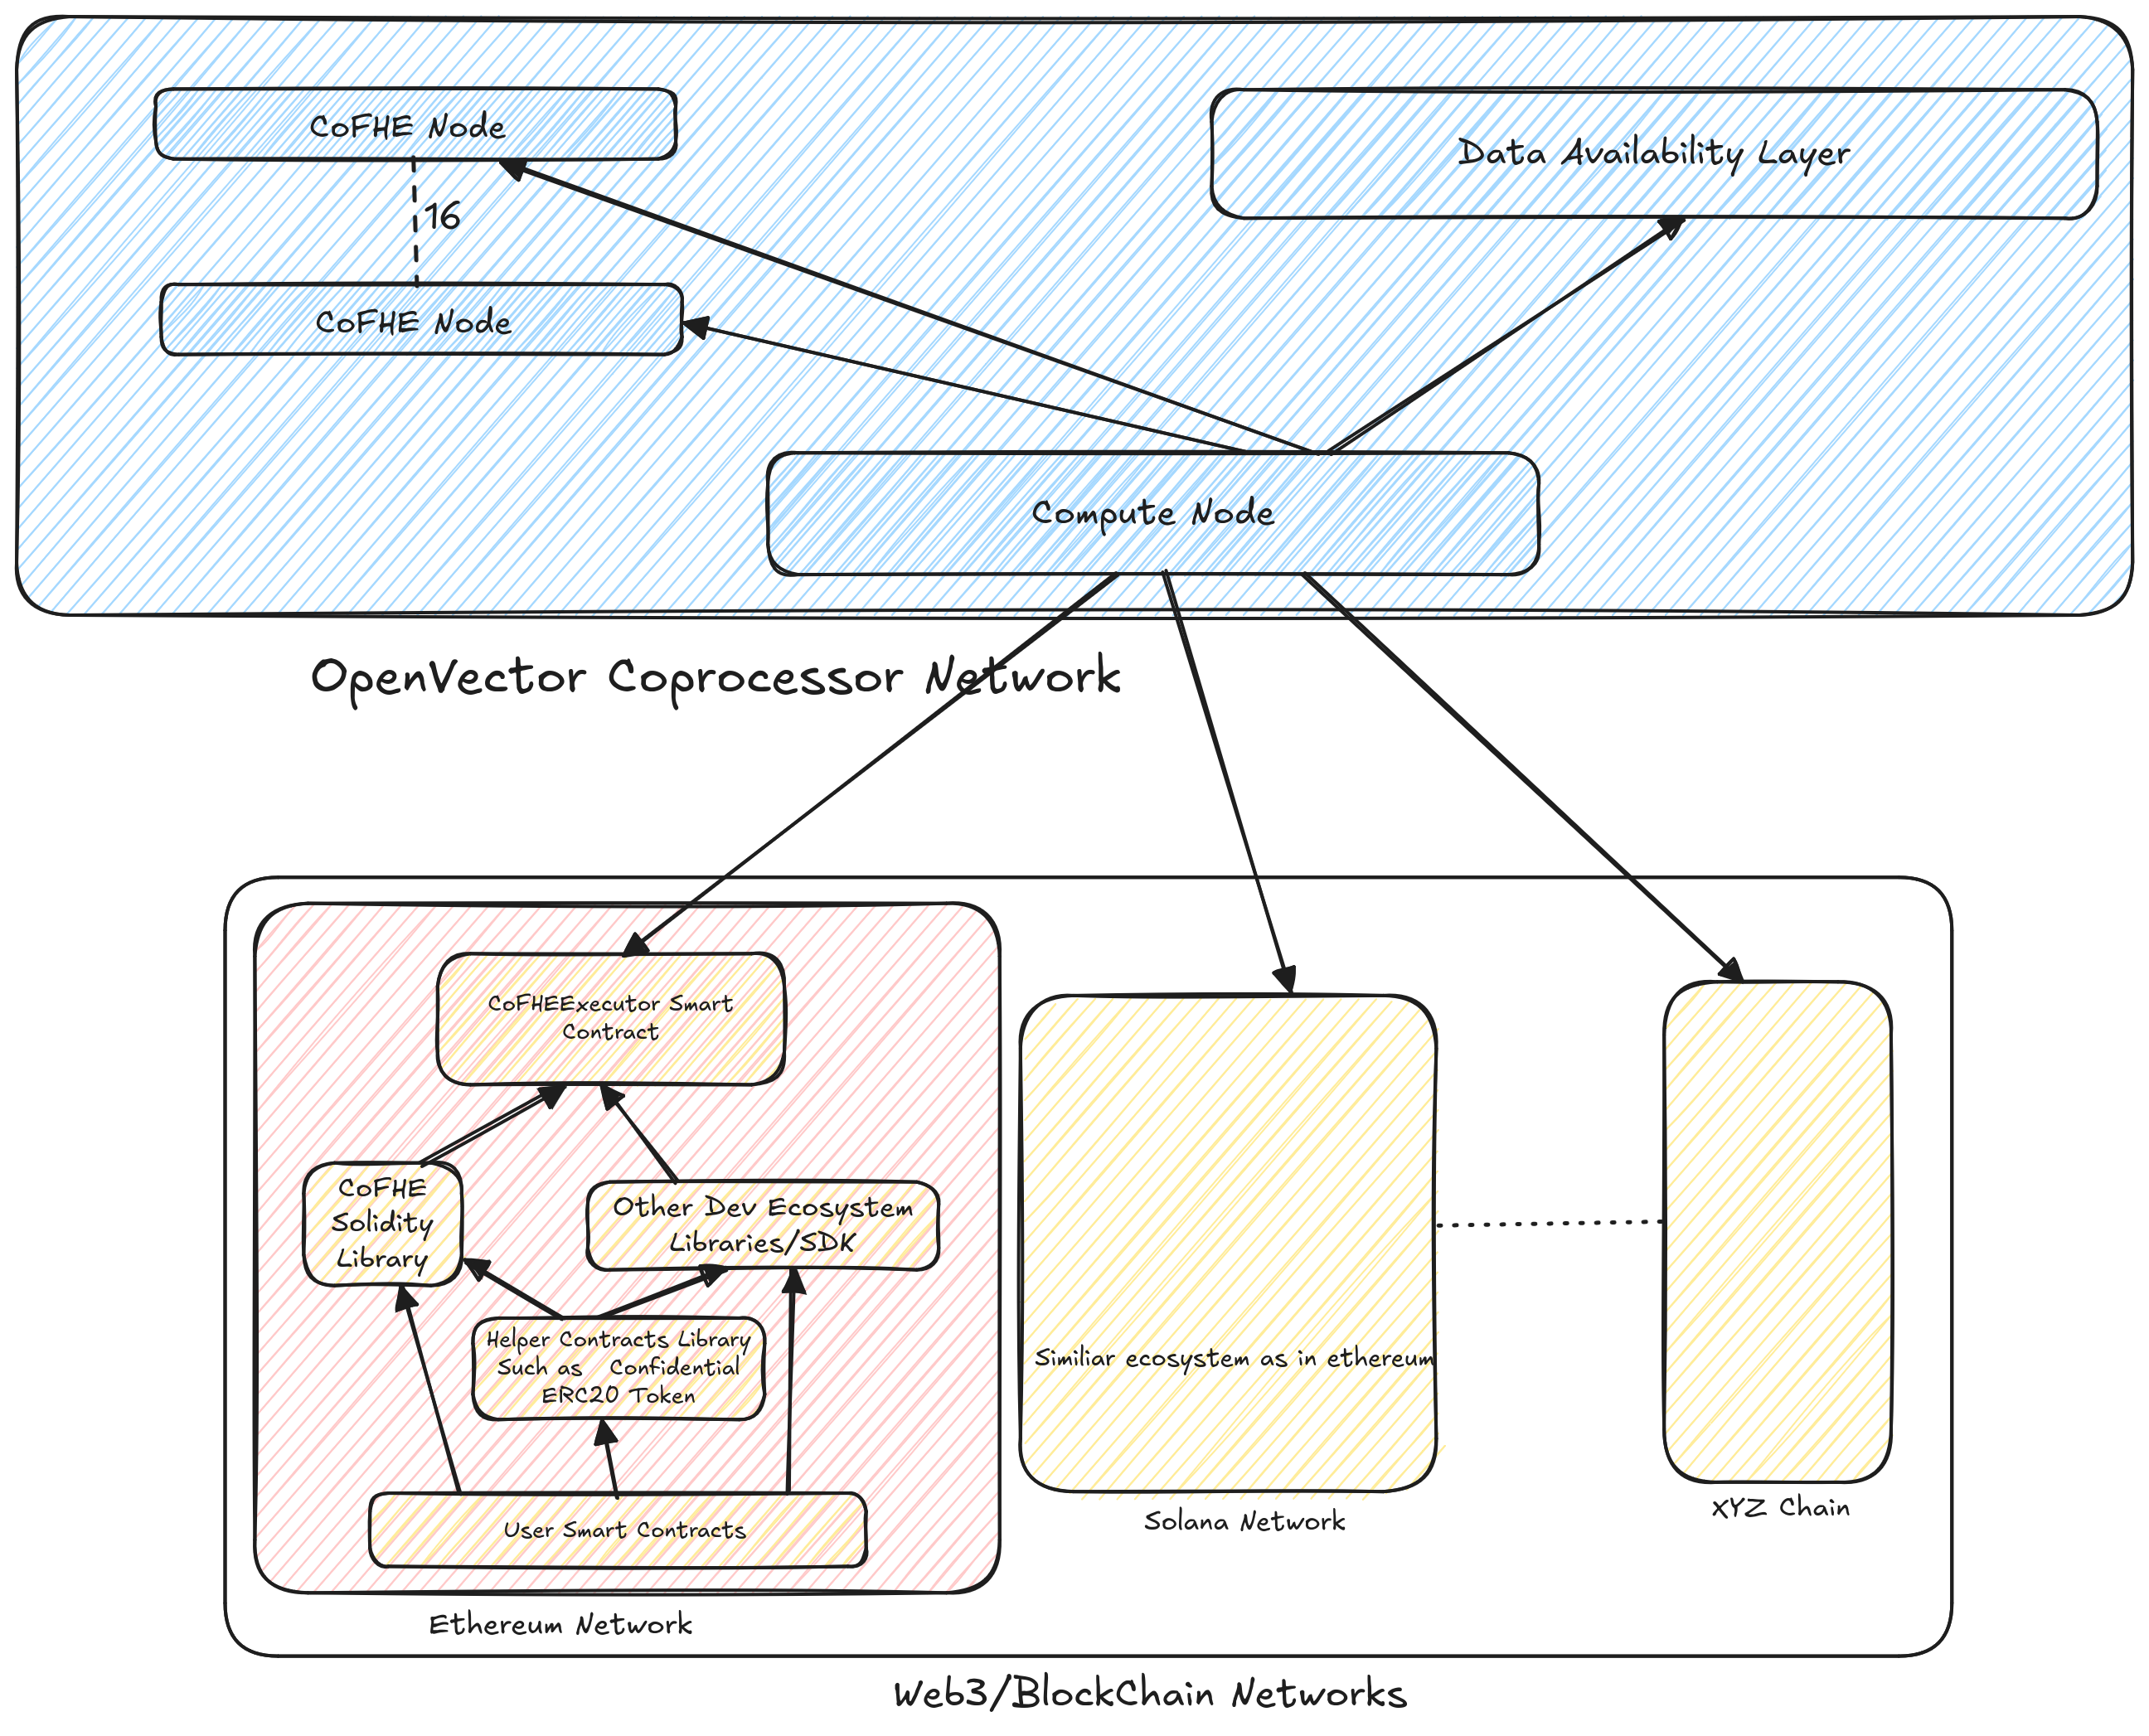 CoFHE Node
Data Availability Layer
16
CoFHE Node
Compute Node
OpenVector Coprocessor Network
CoFHEExecutor Smart
Contract
CoFHE
Solidity
Library
Other Dev Ecosystem
Libraries/SDK
Helper Contracts Library
Such as Confidential
ERC20 Token
User Smart Contracts
Ethereum Network
Similiar ecosystem as in ethereum
Solana Network
XYZ Chain
Web3/BlockChain Networks